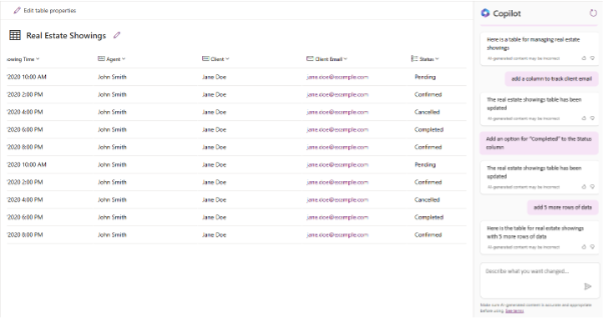 Edit table properties
Real Estate Showings
owing Time Agent Client Client Email Status
'2020 10:00 AM John Smith Jane Doe jane.doe@example.com Pending
'2020 2:00 PM John Smith Jane Doe jane.doe@example.com Confirmed
'2020 4:00 PM John Smith Jane Doe jane.doe@example.com Cancelled
'2020 6:00 PM John Smith Jane Doe jane.doe@example.com Completed
'2020 8:00 PM John Smith Jane Doe jane.doe@example.com Confirmed
'2020 10:00 AM John Smith Jane Doe jane.doe@example.com Pending
'2020 2:00 PM John Smith Jane Doe jane.doe@example.com Confirmed
'2020 4:00 PM John Smith Jane Doe jane.doe@example.com Cancelled
'2020 6:00 PM John Smith Jane Doe jane.doe@example.com Completed
'2020 8:00 PM John Smith Jane Doe jane.doe@example.com Confirmed
Copilot
Here is a table for managing real estate
showings
AI generated content may be incorrect
add a column to track client email
The real estate showings table has been
updated
AI generated content may be incorrect
Add an option for "Completed" to the Status
column
The real estate showings table has been
updated
AI generated content may be incorrect
add 5 more rows of data
Here is the table for real estate showings
with 5 more rows of data
AI generated content may be incorrect
Describe what you want changed...
Make sure AI-generated content is accurate and appropriate
before using. See terms